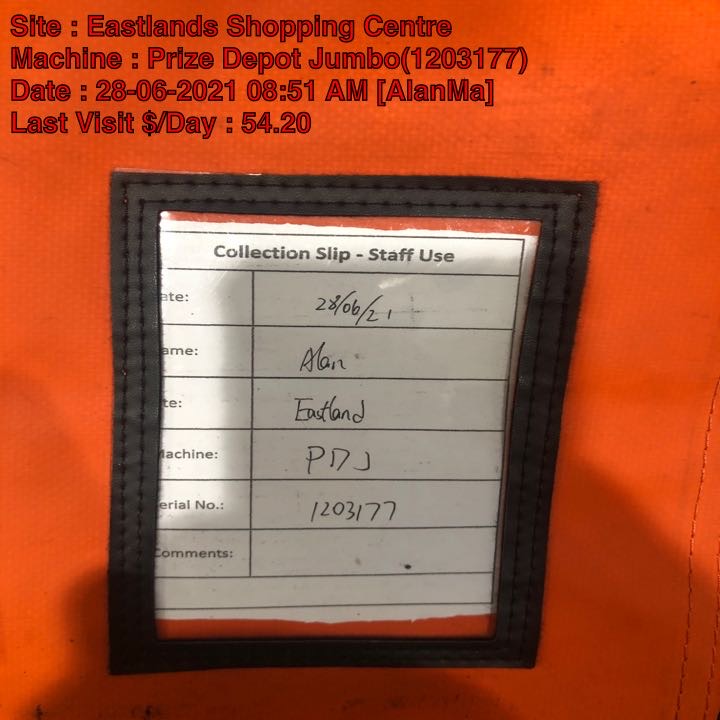 Site : Eastlands Shopping Centre
Machine : Prize Depot Jumbo(1203177)
Date : 28-06-2021 08:51 AM [AlanMa]
Last Visit $/Day : 54.20
Collection Slip - Staff Use
ate: 28/06/21
ame: Alan
te: Eastland
Machine: PDJ
erial No.: 1203177
Comments: